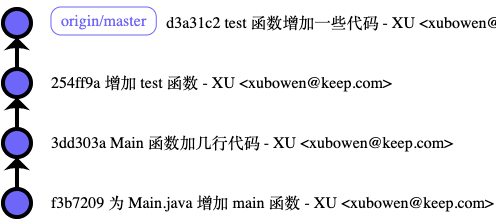 origin/master d3a31c2 test 函数增加一些代码 - XU <xubowen@
254ff9a 增加 test 函数 - XU <xubowen@keep.com>
3dd303a Main 函数加几行代码 - XU <xubowen@keep.com>
f3b7209 为 Main.java 增加 main 函数 - XU <xubowen@keep.com>